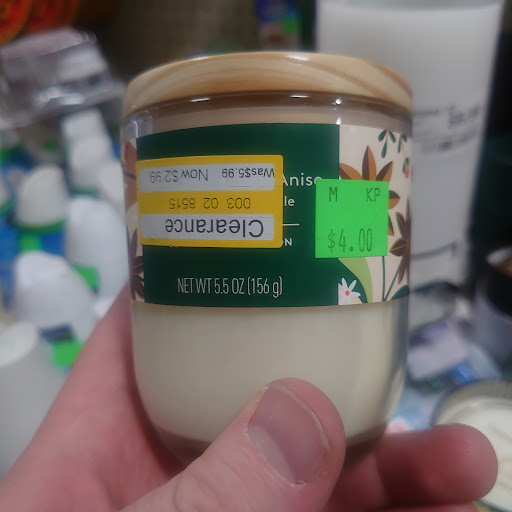 Anise
le
ON
NET WT 5.5 OZ (156 g)
Clearance
003 02 8515
Was$5.99 Now $2.99
M KP
$4.00